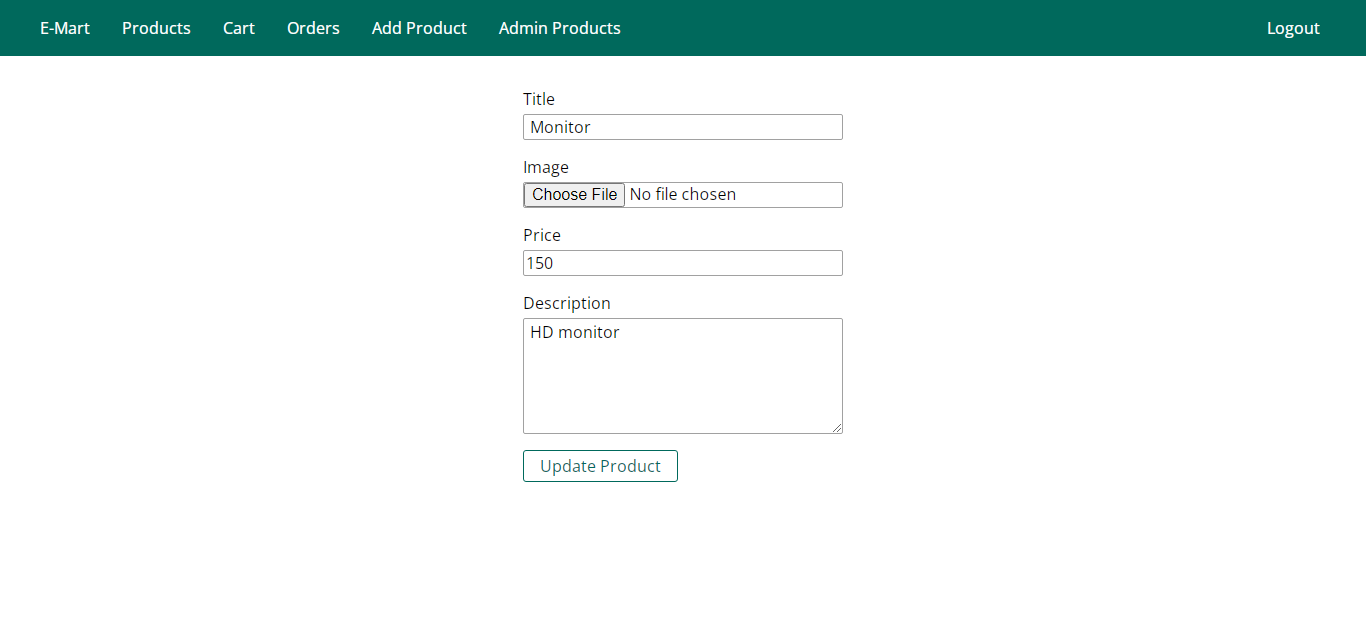 E-Mart Products Cart Orders Add Product Admin Products Logout
Title
Monitor
Image
Choose File No file chosen
Price
150
Description
HD monitor
Update Product